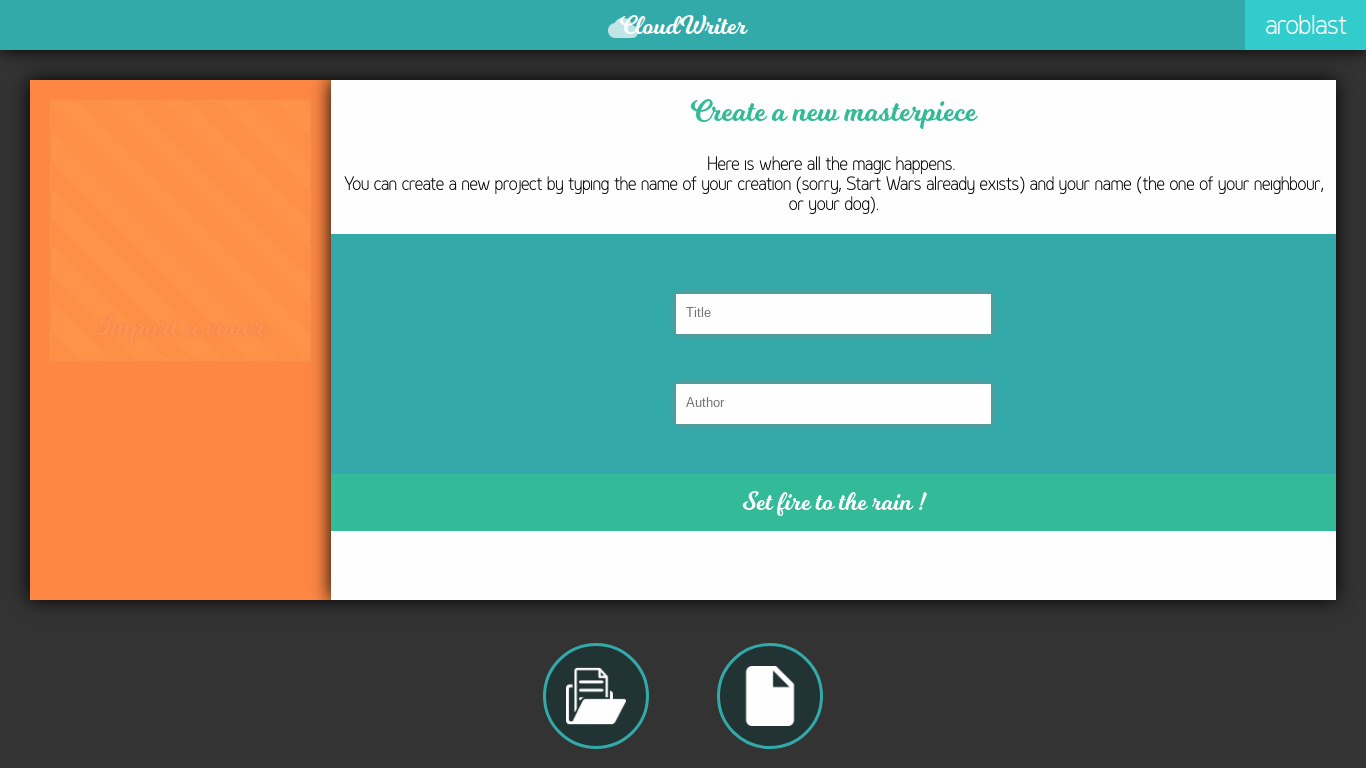 CloudWriter
aroblast
Import a cover
Create a new masterpiece
Here is where all the magic happens.
You can create a new project by typing the name of your creation (sorry, Start Wars already exists) and your name (the one of your neighbour,
or your dog).
Title
Author
Set fire to the rain !